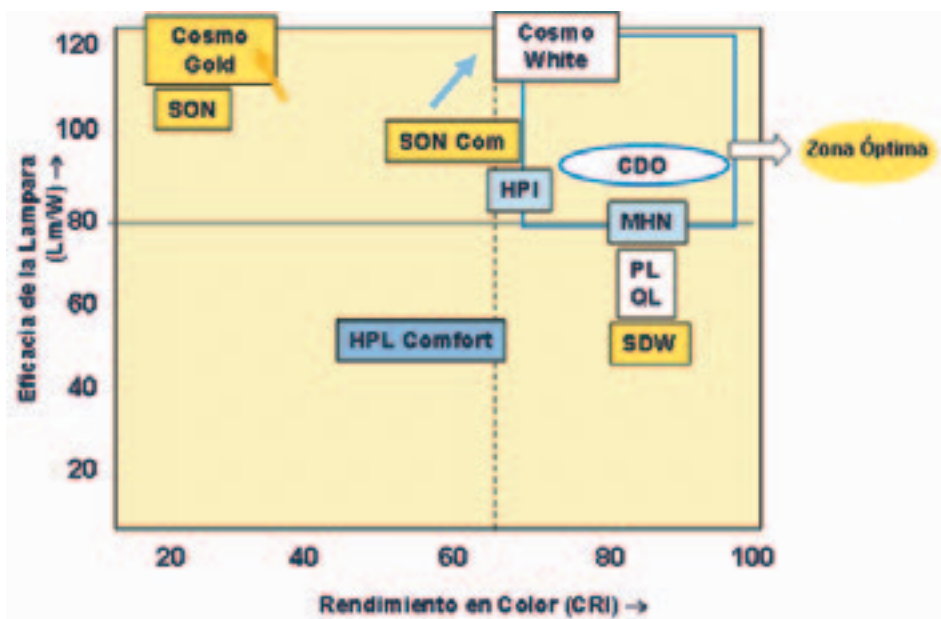 Eficacia de la Lampara
(Lm/W) →
120
100
80
60
40
20
Cosmo
Gold
SON
Cosmo
White
SON Com
HPI
CDO
MHN
PL
QL
SDW
HPL Comfort
Zona Óptima
20
40
60
80
100
Rendimiento en Color (CRI) →